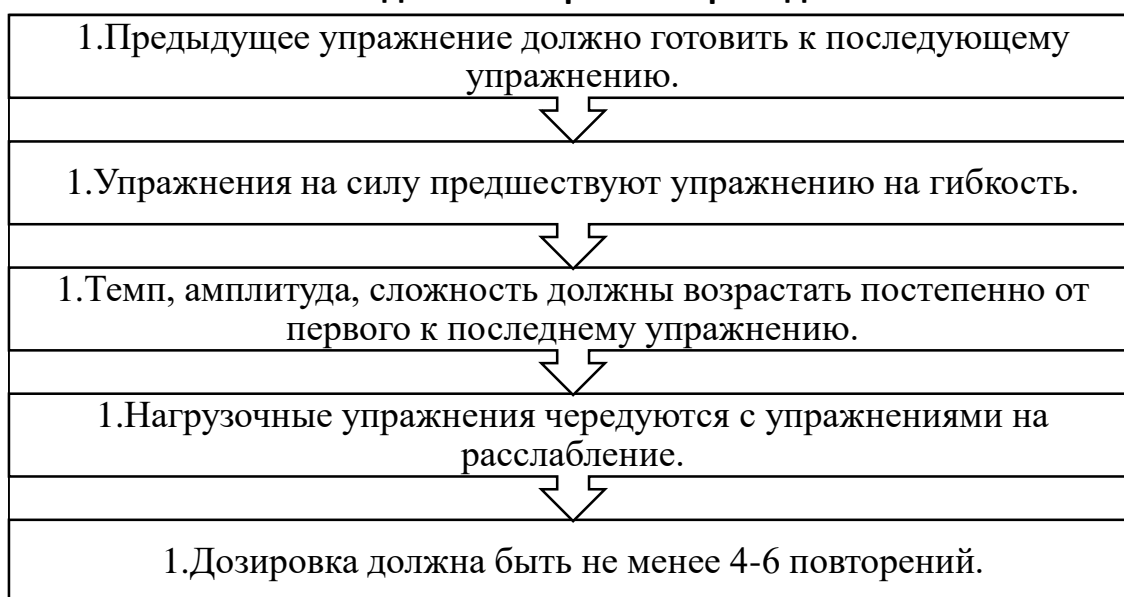 1.Предыдущее упражнение должно готовить к последующему
упражнению.
1.Упражнения на силу предшествуют упражнению на гибкость.
1.Темп, амплитуда, сложность должны возрастать постепенно от
первого к последнему упражнению.
1.Нагрузочные упражнения чередуются с упражнениями на
расслабление.
1.Дозировка должна быть не менее 4-6 повторений.